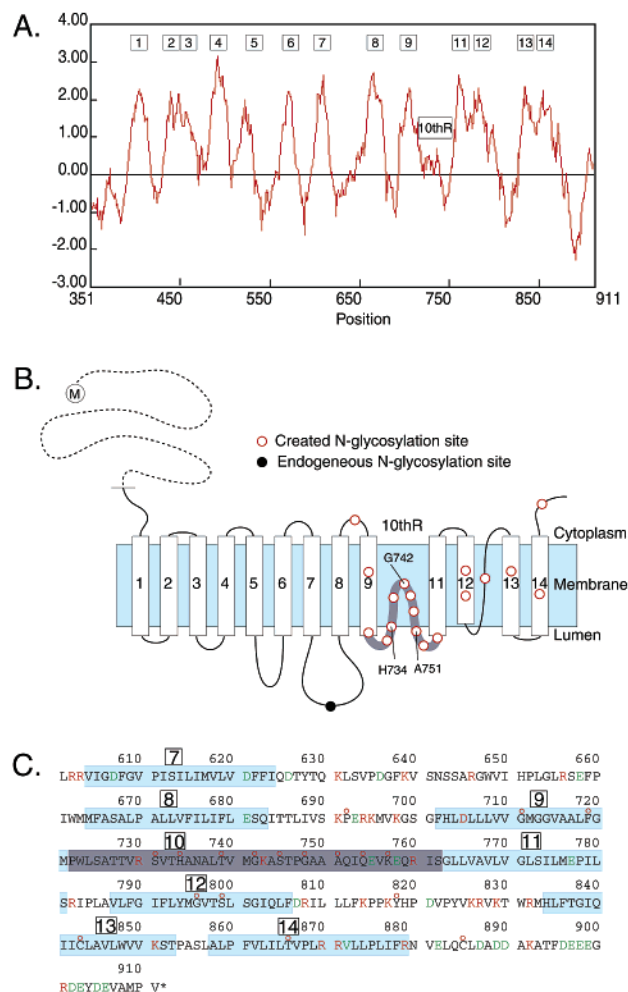 A.
4.00
3.00
2.00
1.00
0.00
-1.00
-2.00
-3.00
1 2 3 4 5 6 7 8 9 11 12 13 14
10thR
351 450 550 650 750 850 911
Position
B.
M
Created N-glycosylation site
Endogeneous N-glycosylation site
10thR
Cytoplasm
G742
1 2 3 4 5 6 7 8 9 11 12 13 14
Membrane
Lumen
H734 A751
C.
7
610 620 630 640 650 660
LRRVIGDFGV PISILIMVLV DFFIQDTYTQ KLSVPDGFKV SNSSARGWVI HPLGLRSEFP
8 9
670 680 690 700 710 720
IWMMFASALP ALLVFILIFL ESQITTLIVS KPERKMVKGS GFHLDLLLVV GMGGVAALFG
10 11
730 740 750 760 770 780
MPWLSATTVR SVTHANALTV MGKASTPGAA AQIQEVKEQR ISGLLVAVLV GLSILMEPIL
12
790 800 810 820 830 840
SRIPLAVLFG IFLYMGVTSL SGIQLFDRIL LLFKPPKYHP DVPYVKRVKT WRMHLFTGIQ
13 14
850 860 870 880 890 900
IICLAVLWVV KSTPASLALP FVLILTVPLR RVLLPLIFRN VELQCLDADD AKATFDEEEG
910
RDEYDEVAMP V*